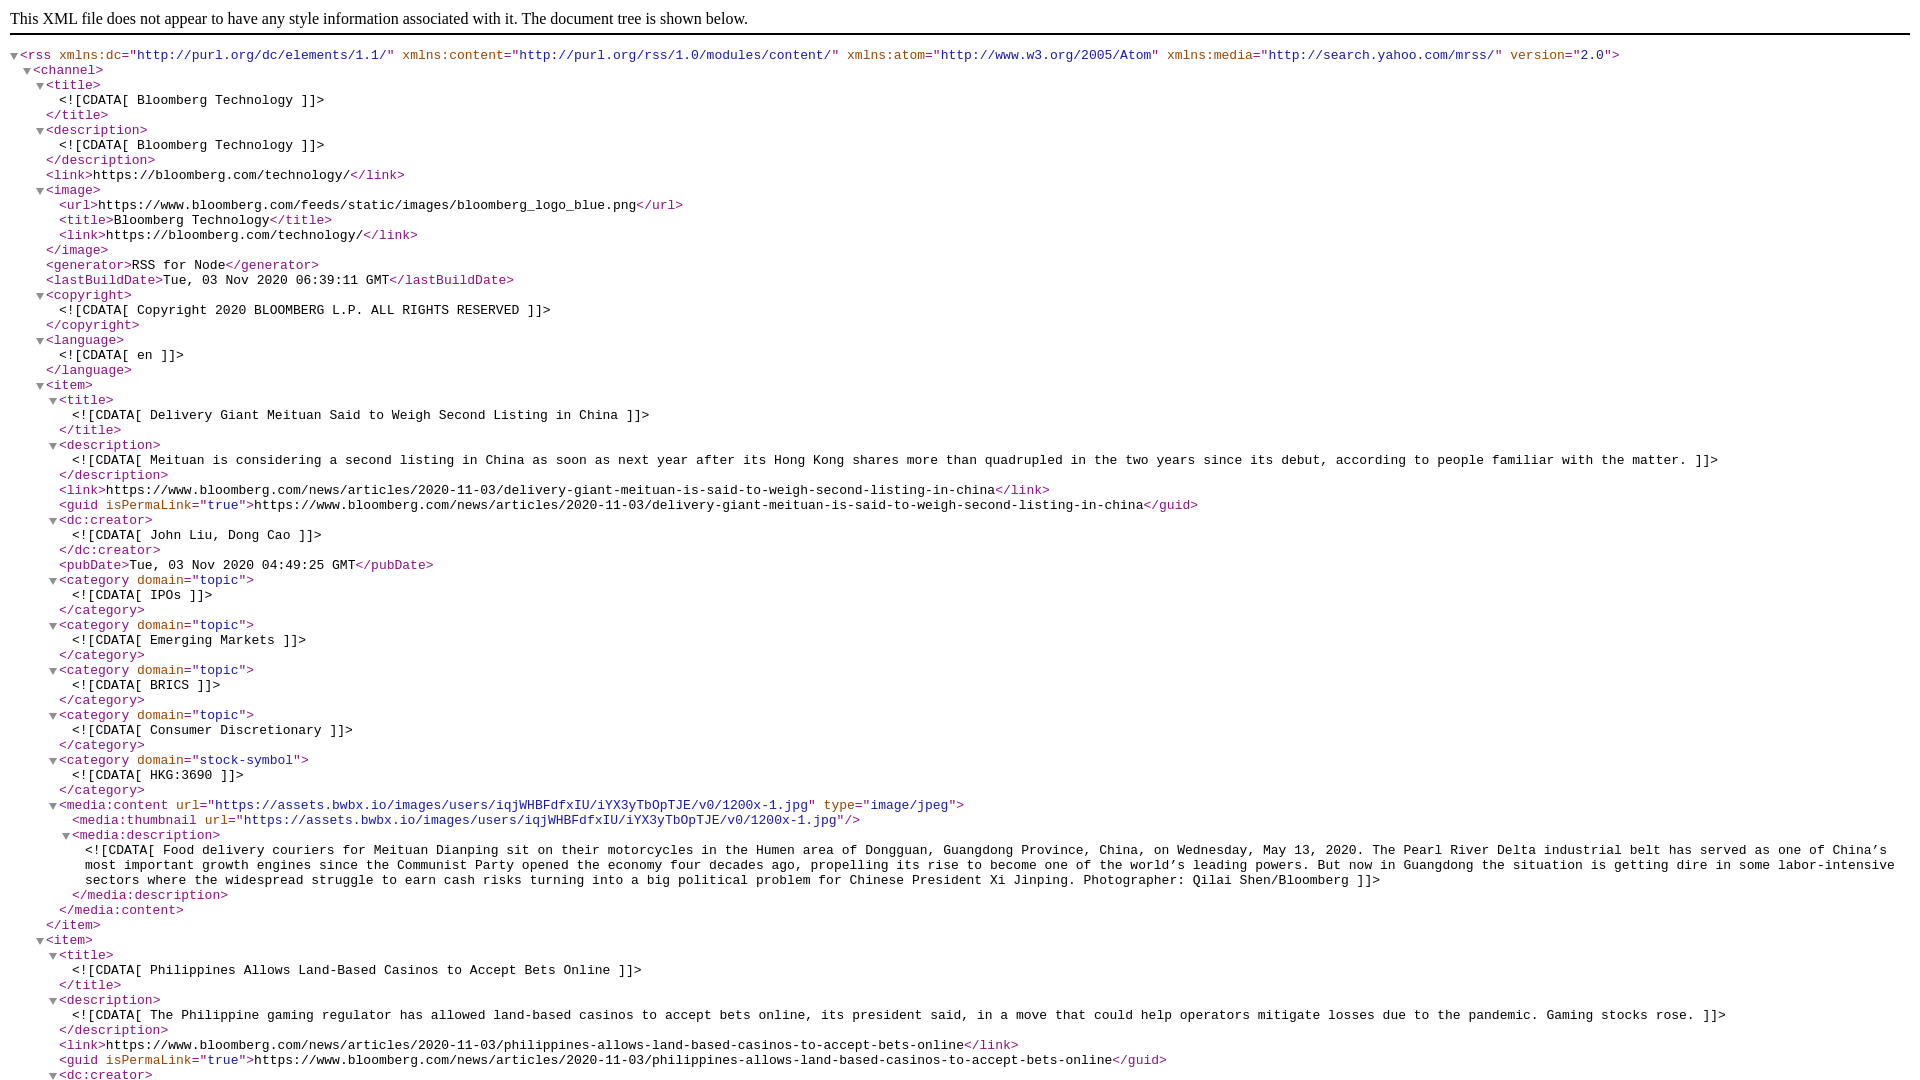 This XML file does not appear to have any style information associated with it. The document tree is shown below.
<rss xmlns:dc="http://purl.org/dc/elements/1.1/" xmlns:content="http://purl.org/rss/1.0/modules/content/" xmlns:atom="http://www.w3.org/2005/Atom" xmlns:media="http://search.yahoo.com/mrss/" version="2.0">
<channel>
<title>
<![CDATA[ Bloomberg Technology ]]>
</title>
<description>
<![CDATA[ Bloomberg Technology ]]>
</description>
<link>https://bloomberg.com/technology/</link>
<image>
<url>https://www.bloomberg.com/feeds/static/images/bloomberg_logo_blue.png</url>
<title>Bloomberg Technology</title>
<link>https://bloomberg.com/technology/</link>
</image>
<generator>RSS for Node</generator>
<lastBuildDate>Tue, 03 Nov 2020 06:39:11 GMT</lastBuildDate>
<copyright>
<![CDATA[ Copyright 2020 BLOOMBERG L.P. ALL RIGHTS RESERVED ]]>
</copyright>
<language>
<![CDATA[ en ]]>
</language>
<item>
<title>
<![CDATA[ Delivery Giant Meituan Said to Weigh Second Listing in China ]]>
</title>
<description>
<![CDATA[ Meituan is considering a second listing in China as soon as next year after its Hong Kong shares more than quadrupled in the two years since its debut, according to people familiar with the matter. ]]>
</description>
<link>https://www.bloomberg.com/news/articles/2020-11-03/delivery-giant-meituan-is-said-to-weigh-second-listing-in-china</link>
<guid isPermaLink="true">https://www.bloomberg.com/news/articles/2020-11-03/delivery-giant-meituan-is-said-to-weigh-second-listing-in-china</guid>
<dc:creator>
<![CDATA[ John Liu, Dong Cao ]]>
</dc:creator>
<pubDate>Tue, 03 Nov 2020 04:49:25 GMT</pubDate>
<category domain="topic">
<![CDATA[ IPOs ]]>
</category>
<category domain="topic">
<![CDATA[ Emerging Markets ]]>
</category>
<category domain="topic">
<![CDATA[ BRICS ]]>
</category>
<category domain="topic">
<![CDATA[ Consumer Discretionary ]]>
</category>
<category domain="stock-symbol">
<![CDATA[ HKG:3690 ]]>
</category>
<media:content url="https://assets.bwbx.io/images/users/iqjWHBFdfxIU/iYX3yTbOpTJE/v0/1200x-1.jpg" type="image/jpeg">
<media:thumbnail url="https://assets.bwbx.io/images/users/iqjWHBFdfxIU/iYX3yTbOpTJE/v0/1200x-1.jpg"/>
<media:description>
<![CDATA[ Food delivery couriers for Meituan Dianping sit on their motorcycles in the Humen area of Dongguan, Guangdong Province, China, on Wednesday, May 13, 2020. The Pearl River Delta industrial belt has served as one of China’s
most important growth engines since the Communist Party opened the economy four decades ago, propelling its rise to become one of the world’s leading powers. But now in Guangdong the situation is getting dire in some labor-intensive
sectors where the widespread struggle to earn cash risks turning into a big political problem for Chinese President Xi Jinping. Photographer: Qilai Shen/Bloomberg ]]>
</media:description>
</media:content>
</item>
<item>
<title>
<![CDATA[ Philippines Allows Land-Based Casinos to Accept Bets Online ]]>
</title>
<description>
<![CDATA[ The Philippine gaming regulator has allowed land-based casinos to accept bets online, its president said, in a move that could help operators mitigate losses due to the pandemic. Gaming stocks rose. ]]>
</description>
<link>https://www.bloomberg.com/news/articles/2020-11-03/philippines-allows-land-based-casinos-to-accept-bets-online</link>
<guid isPermaLink="true">https://www.bloomberg.com/news/articles/2020-11-03/philippines-allows-land-based-casinos-to-accept-bets-online</guid>
<dc:creator>